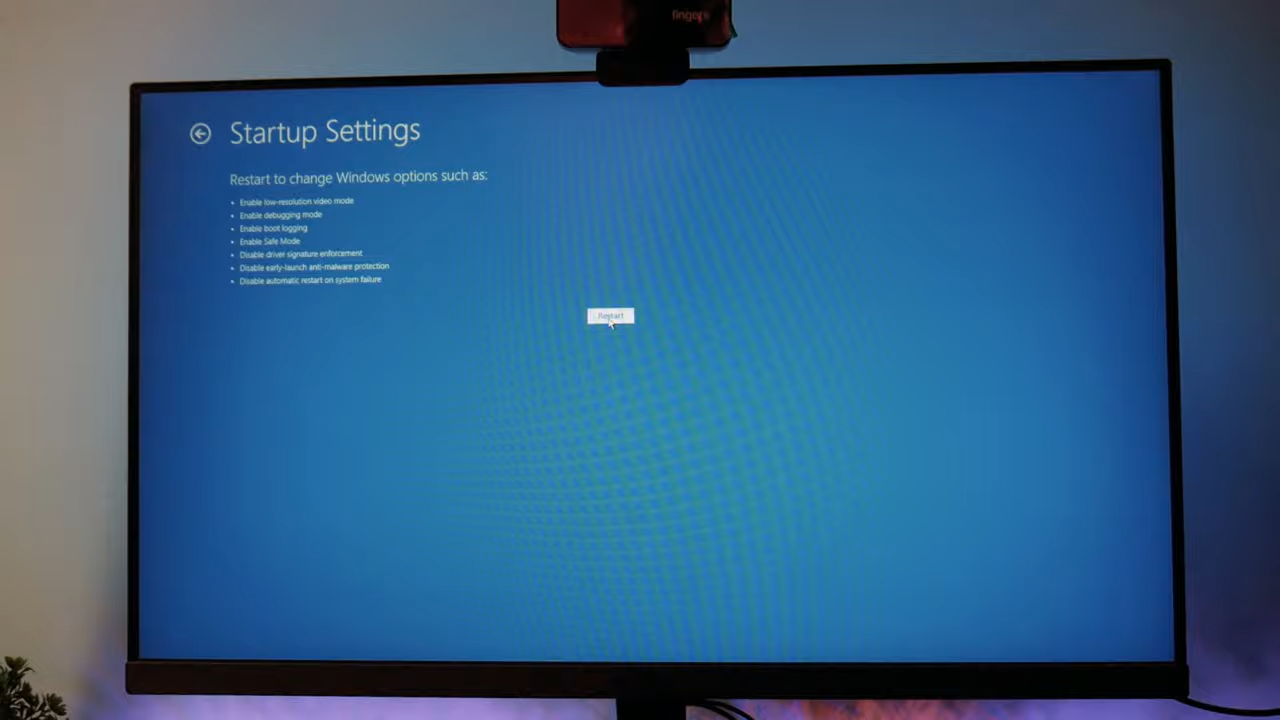 fingers
Startup Settings
Restart to change Windows options such as:
Enable low-resolution video mode
Enable debugging mode
Enable boot logging
Enable Safe Mode
Disable driver signature enforcement
Disable early-launch anti-malware protection
Disable automatic restart on system failure
Restart